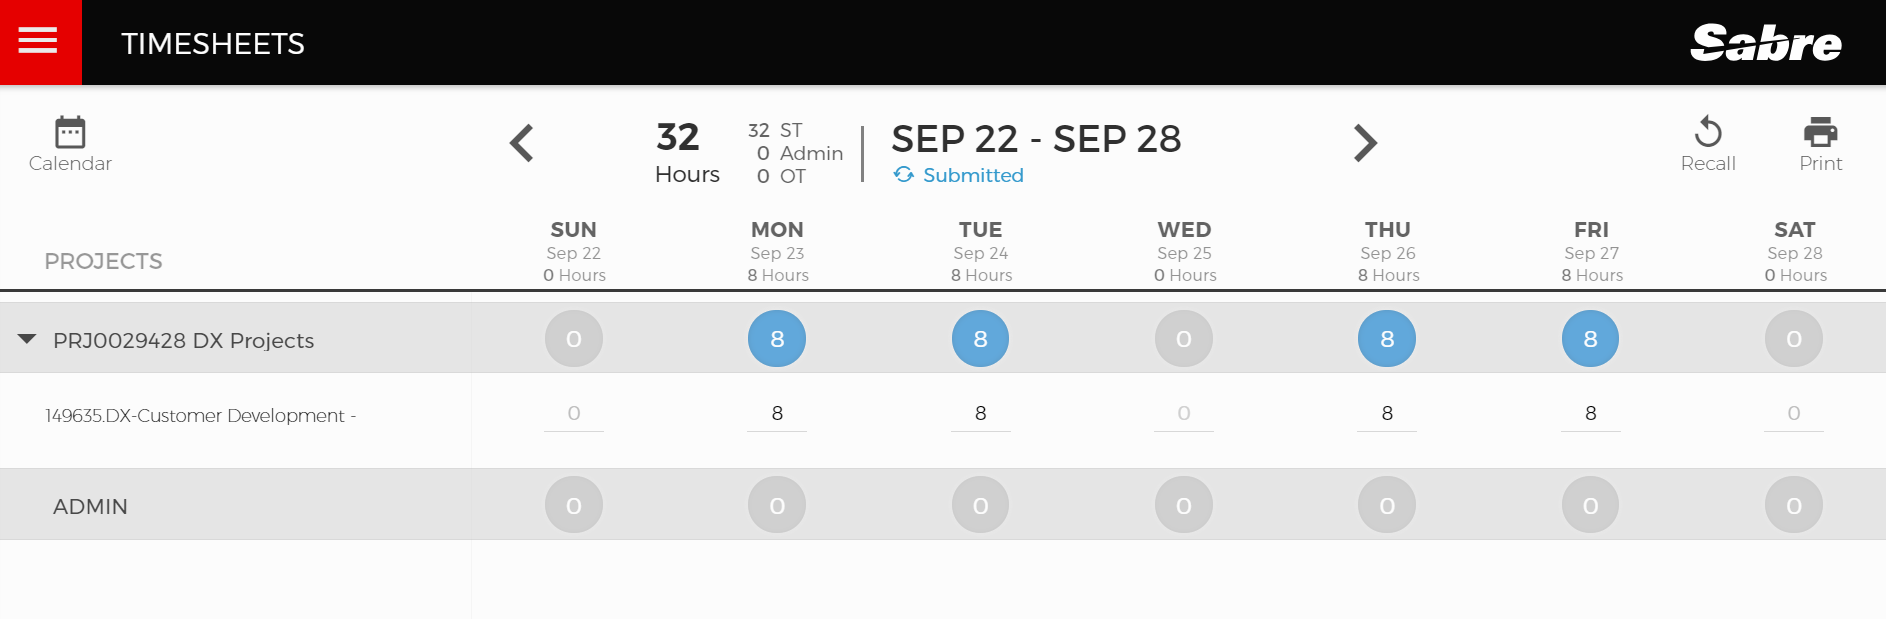 TIMESHEETS
Sabre
Calendar
32
Hours
32 ST
0 Admin
0 OT
SEP 22 - SEP 28
Submitted
Recall
Print
PROJECTS
SUN MON TUE WED THU FRI SAT
Sep 22 Sep 23 Sep 24 Sep 25 Sep 26 Sep 27 Sep 28
0 Hours 8 Hours 8 Hours 0 Hours 8 Hours 8 Hours 0 Hours
PRJ0029428 DX Projects 0 8 8 0 8 8 0
149635.DX-Customer Development - 0 8 8 0 8 8 0
ADMIN 0 0 0 0 0 0 0